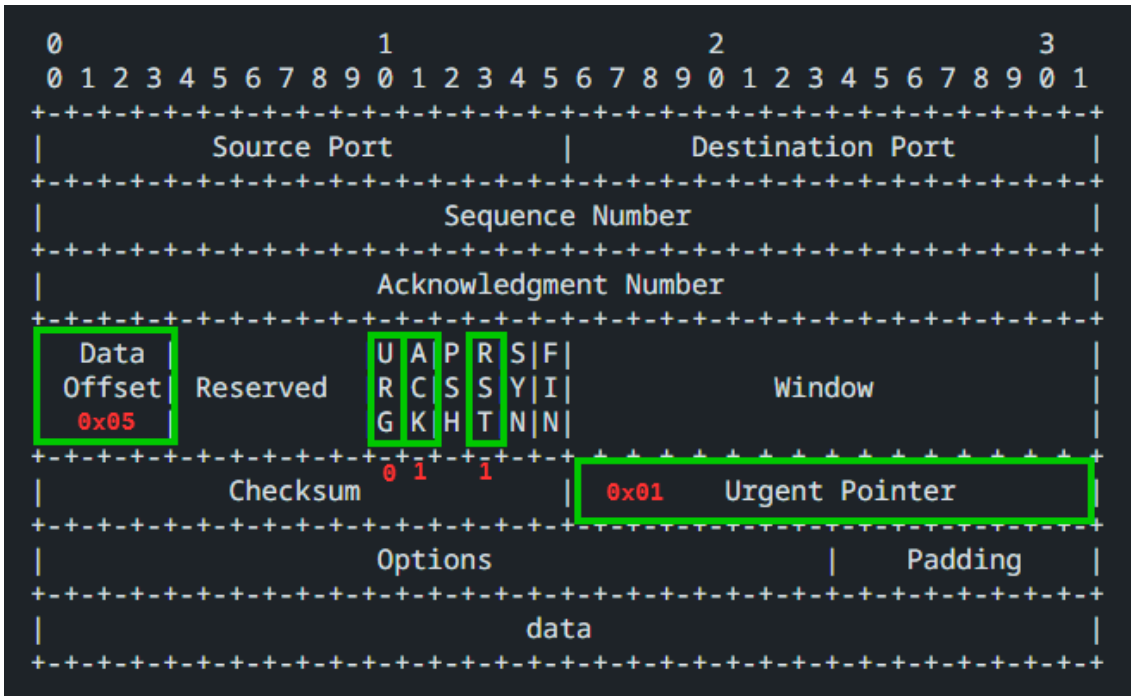 0                   1                   2                   3
0 1 2 3 4 5 6 7 8 9 0 1 2 3 4 5 6 7 8 9 0 1 2 3 4 5 6 7 8 9 0 1
+-+-+-+-+-+-+-+-+-+-+-+-+-+-+-+-+-+-+-+-+-+-+-+-+-+-+-+-+-+-+-+-+
|          Source Port          |       Destination Port        |
+-+-+-+-+-+-+-+-+-+-+-+-+-+-+-+-+-+-+-+-+-+-+-+-+-+-+-+-+-+-+-+-+
|                        Sequence Number                        |
+-+-+-+-+-+-+-+-+-+-+-+-+-+-+-+-+-+-+-+-+-+-+-+-+-+-+-+-+-+-+-+-+
|                    Acknowledgment Number                      |
+-+-+-+-+-+-+-+-+-+-+-+-+-+-+-+-+-+-+-+-+-+-+-+-+-+-+-+-+-+-+-+-+
  Data |           |U|A|P|R|S|F|                               |
 Offset| Reserved  |R|C|S|S|Y|I|            Window             |
  0x05 |           |G|K|H|T|N|N|                               |
+-+-+-+-+-+-+-+-+-+-+-+-+-+-+-+-+-+-+-+-+-+-+-+-+-+-+-+-+-+-+-+-+
0 1 1
|           Checksum            | 0x01    Urgent Pointer        |
+-+-+-+-+-+-+-+-+-+-+-+-+-+-+-+-+-+-+-+-+-+-+-+-+-+-+-+-+-+-+-+-+
|                    Options                    |    Padding    |
+-+-+-+-+-+-+-+-+-+-+-+-+-+-+-+-+-+-+-+-+-+-+-+-+-+-+-+-+-+-+-+-+
|                             data                              |
+-+-+-+-+-+-+-+-+-+-+-+-+-+-+-+-+-+-+-+-+-+-+-+-+-+-+-+-+-+-+-+-+